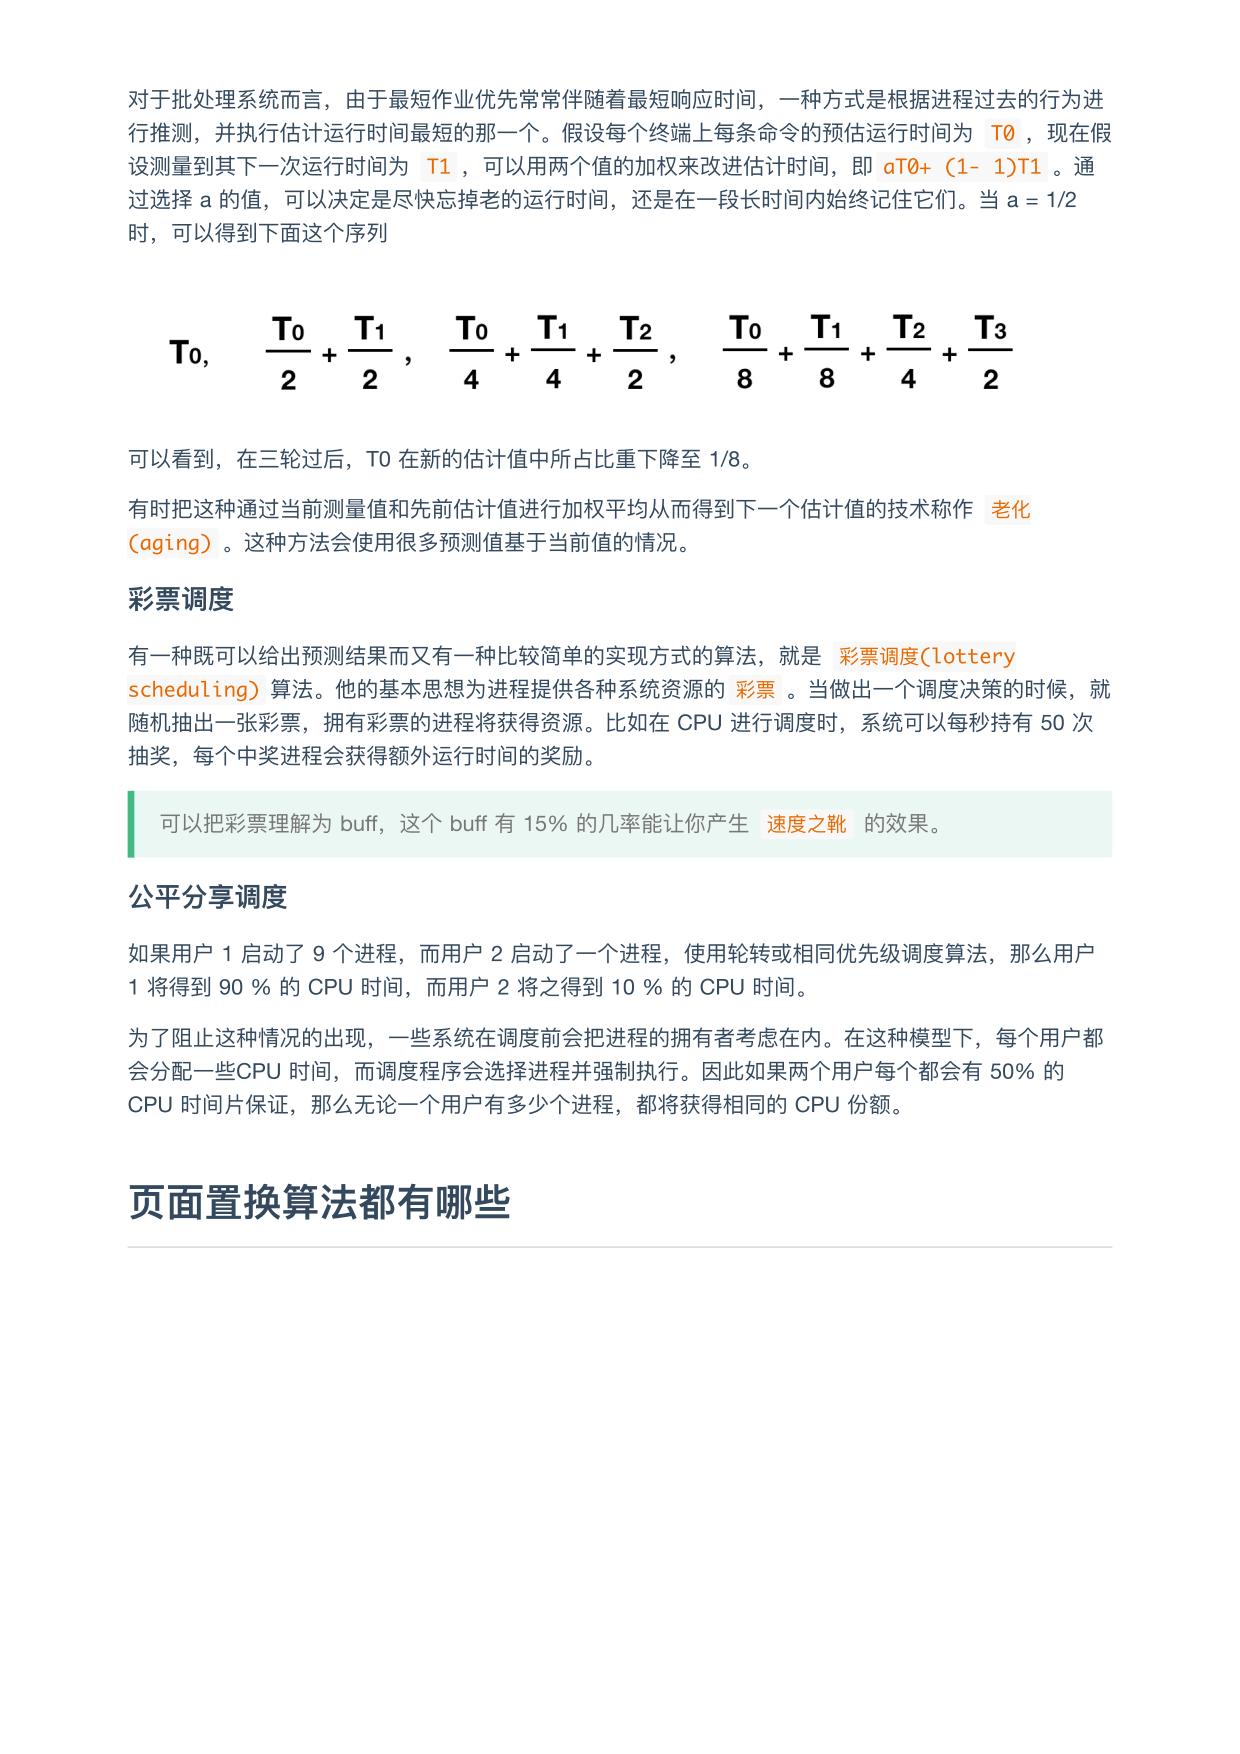 对于批处理系统而言，由于最短作业优先常常伴随着最短响应时间，一种方式是根据进程过去的行为进
行推测，并执行估计运行时间最短的那一个。假设每个终端上每条命令的预估运行时间为 T0 ，现在假
设测量到其下一次运行时间为 T1 ，可以用两个值的加权来改进估计时间，即 aT0+ (1- 1)T1 。通
过选择 a 的值，可以决定是尽快忘掉老的运行时间，还是在一段长时间内始终记住它们。当 a = 1/2
时，可以得到下面这个序列
T0, T0/2 + T1/2 , T0/4 + T1/4 + T2/2 , T0/8 + T1/8 + T2/4 + T3/2
可以看到，在三轮过后，T0 在新的估计值中所占比重下降至 1/8。
有时把这种通过当前测量值和先前估计值进行加权平均从而得到下一个估计值的技术称作 老化
(aging) 。这种方法会使用很多预测值基于当前值的情况。
彩票调度
有一种既可以给出预测结果而又有一种比较简单的实现方式的算法，就是 彩票调度(lottery
scheduling) 算法。他的基本思想为进程提供各种系统资源的 彩票 。当做出一个调度决策的时候，就
随机抽出一张彩票，拥有彩票的进程将获得资源。比如在 CPU 进行调度时，系统可以每秒持有 50 次
抽奖，每个中奖进程会获得额外运行时间的奖励。
可以把彩票理解为 buff，这个 buff 有 15% 的几率能让你产生 速度之靴 的效果。
公平分享调度
如果用户 1 启动了 9 个进程，而用户 2 启动了一个进程，使用轮转或相同优先级调度算法，那么用户
1 将得到 90 % 的 CPU 时间，而用户 2 将之得到 10 % 的 CPU 时间。
为了阻止这种情况的出现，一些系统在调度前会把进程的拥有者考虑在内。在这种模型下，每个用户都
会分配一些CPU 时间，而调度程序会选择进程并强制执行。因此如果两个用户每个都会有 50% 的
CPU 时间片保证，那么无论一个用户有多少个进程，都将获得相同的 CPU 份额。
页面置换算法都有哪些